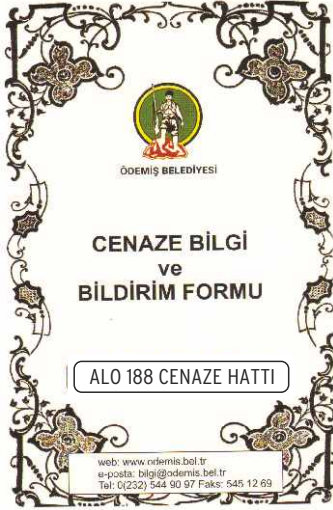 ÖDEMİŞ BELEDİYESİ
CENAZE BİLGİ
ve
BİLDİRİM FORMU
ALO 188 CENAZE HATTI
web: www.odemis.bel.tr
e-posta: bilgi@odemis.bel.tr
Tel: 0(232) 544 90 97 Faks: 545 12 69